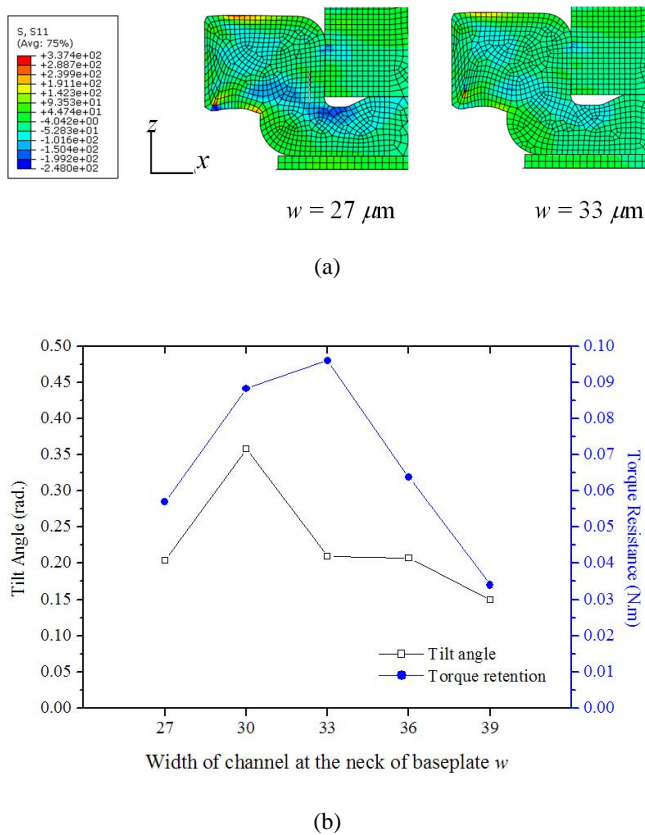 S, S11
(Avg: 75%)
+3.374e+02
+2.887e+02
+2.399e+02
+1.911e+02
+1.423e+02
+9.353e+01
+4.474e+01
-4.042e+00
-5.283e+01
-1.016e+02
-1.504e+02
-1.992e+02
-2.480e+02
z
x
w = 27 μm
w = 33 μm
(a)
0.50
0.45
0.40
0.35
0.30
0.25
0.20
0.15
0.10
0.05
0.00
Tilt Angle (rad.)
0.10
0.09
0.08
0.07
0.06
0.05
0.04
0.03
0.02
0.01
0.00
Torque Resistance (N.m)
Tilt angle
Torque retention
27 30 33 36 39
Width of channel at the neck of baseplate w
(b)